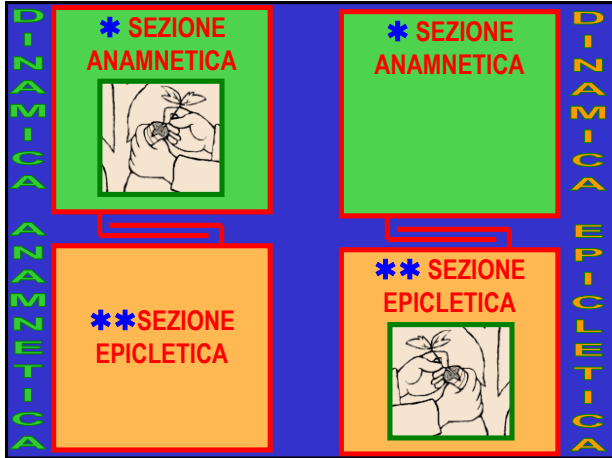 DINAMICA ANAMNETICA
* SEZIONE
ANAMNETICA
**SEZIONE
EPICLETICA
* SEZIONE
ANAMNETICA
** SEZIONE
EPICLETICA
DINAMICA EPICLETICA